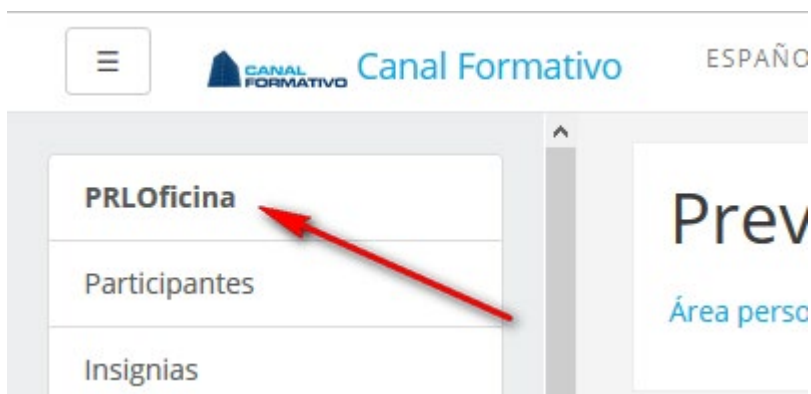 ☰ CANAL FORMATIVO Canal Formativo ESPAÑO
PRLOficina
Participantes
Insignias
Prev
Área perso